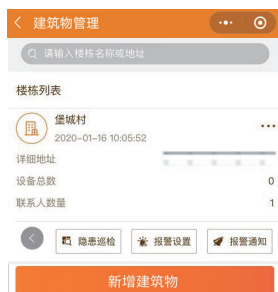 建筑物管理
请输入楼栋名称或地址
楼栋列表
堡城村
2020-01-16 10:05:52
详细地址
设备总数 0
联系人数量 1
隐患巡检 报警设置 报警通知
新增建筑物